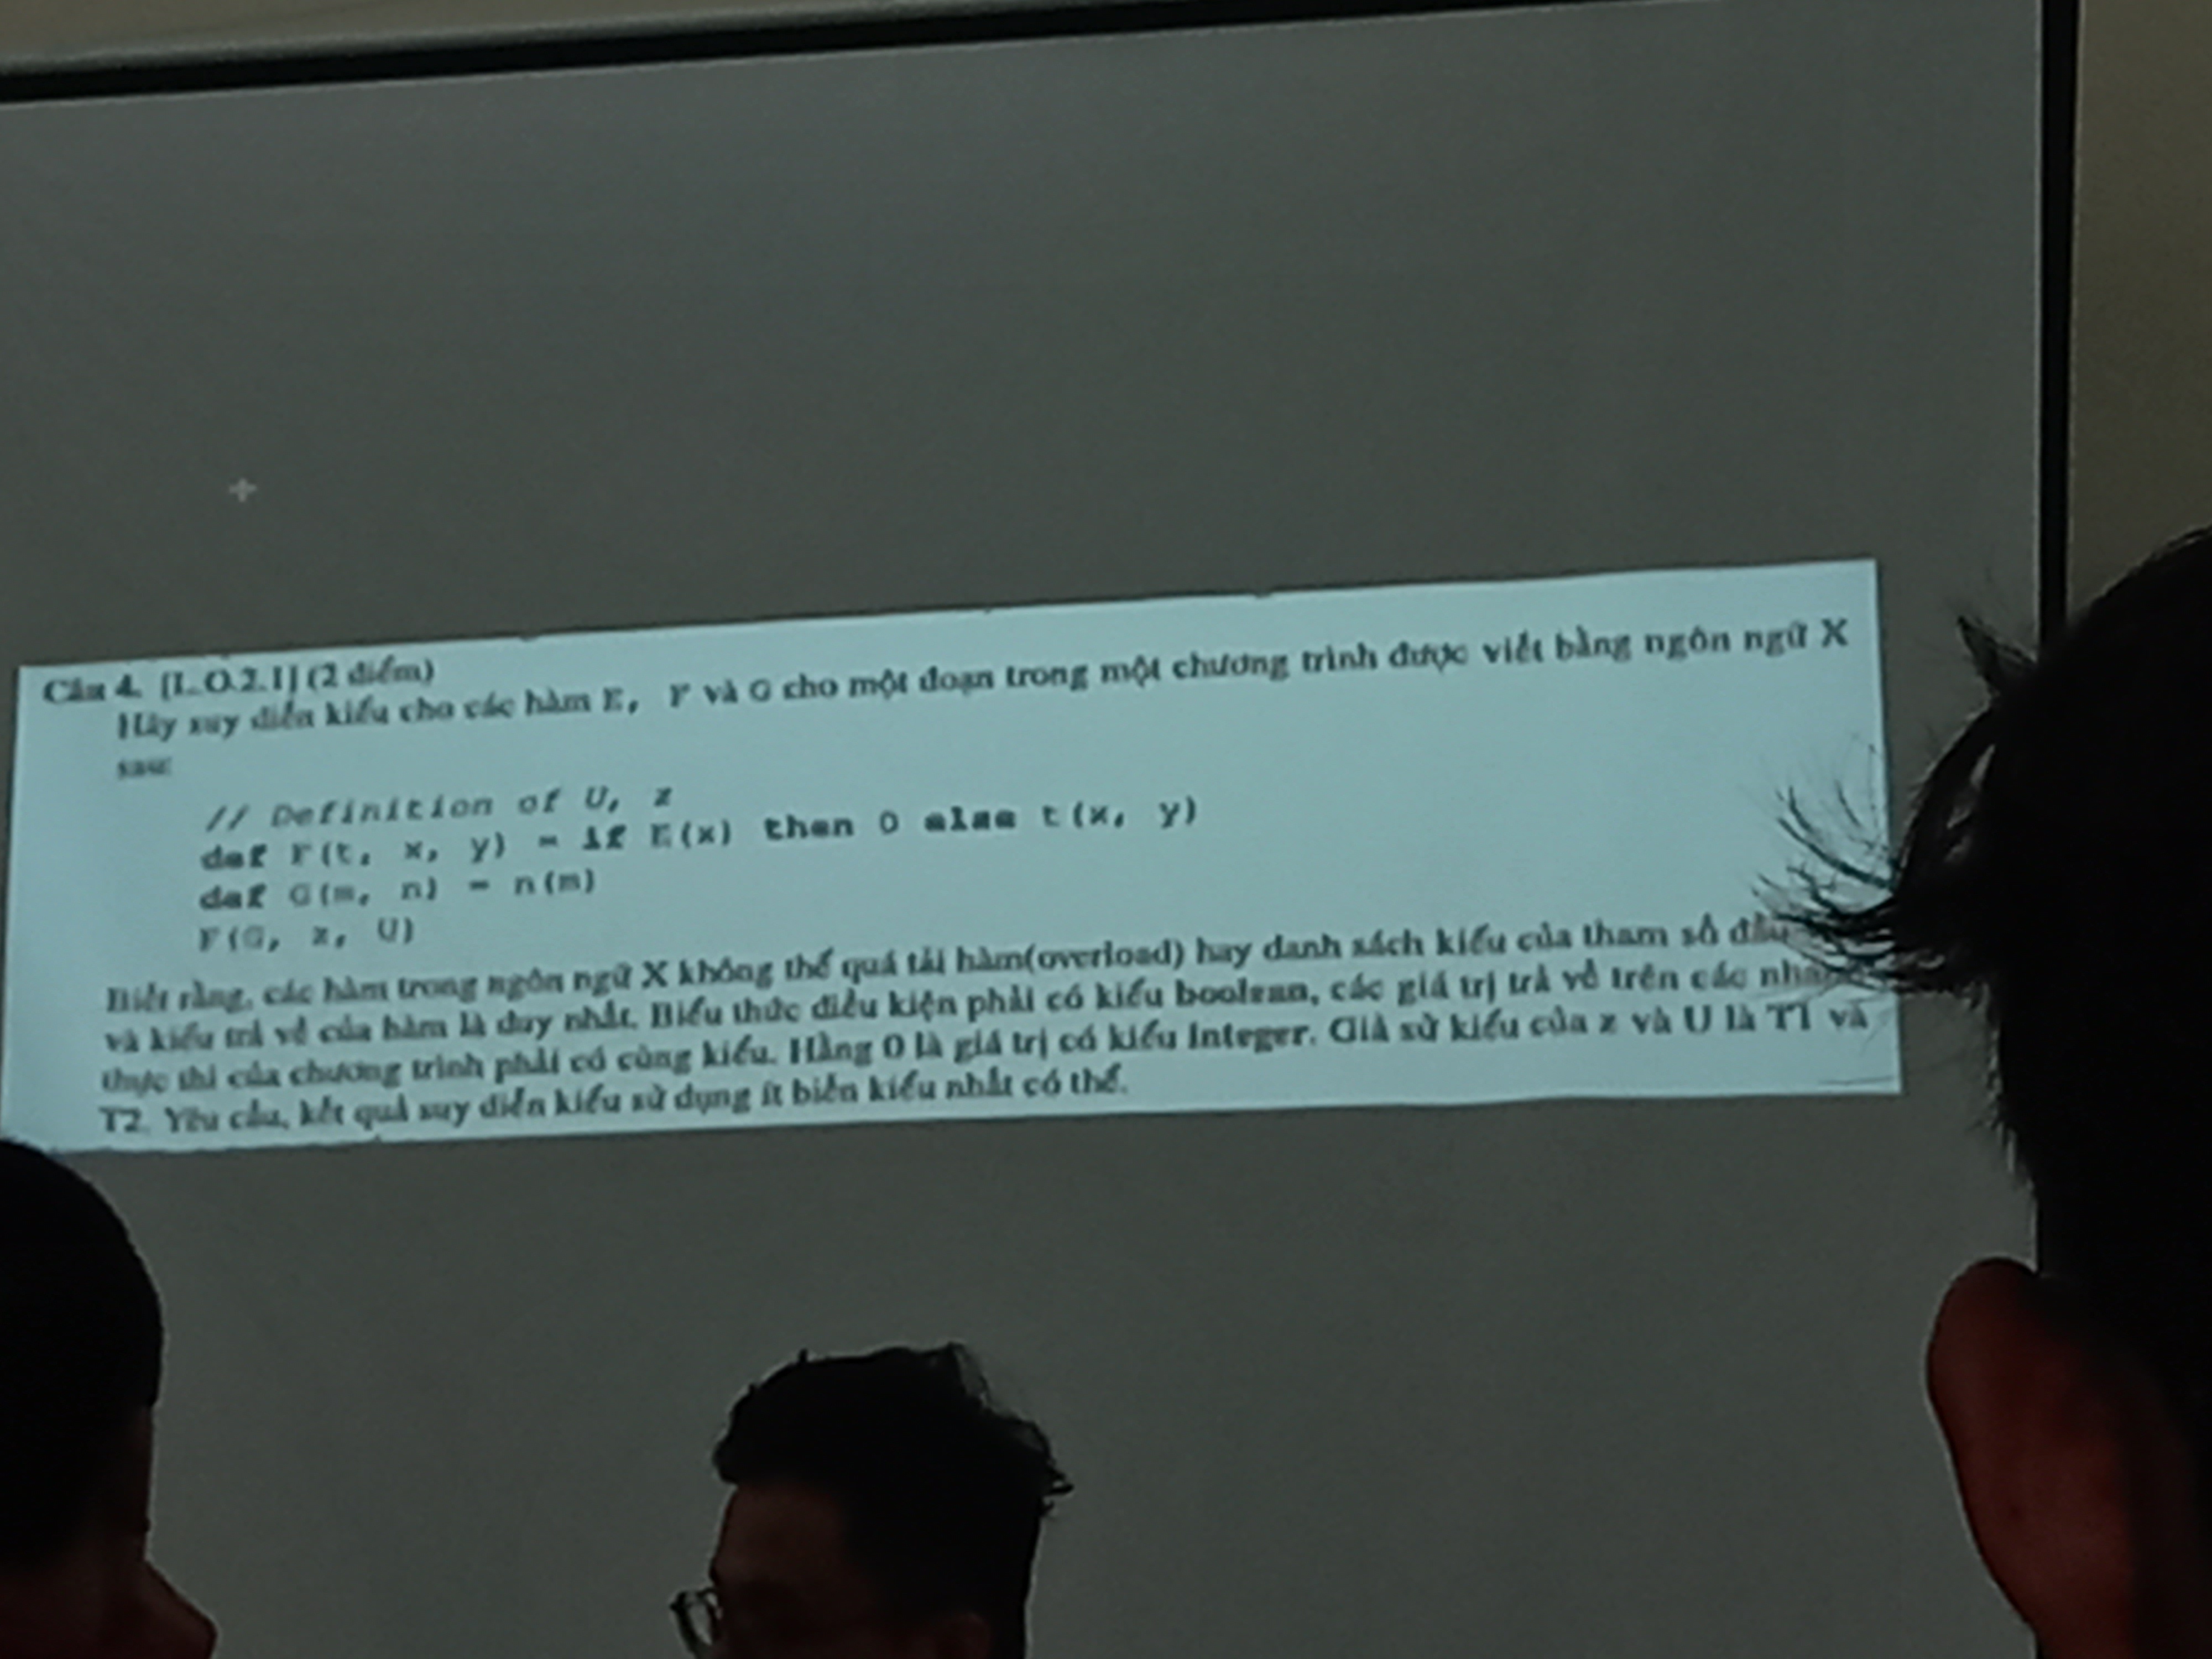 Câu 4. [L.O.2.1] (2 điểm)
Hãy suy diễn kiểu cho các hàm E, F và G cho một đoạn trong một chương trình được viết bằng ngôn ngữ X
sau:
// Definition of U, z
def F(t, x, y) = if E(x) then 0 else t(x, y)
def G(m, n) = n(m)
F(G, z, U)
Biết rằng, các hàm trong ngôn ngữ X không thể quá tải hàm(overload) hay danh sách kiểu của tham số đầu
và kiểu trả về của hàm là duy nhất. Biểu thức điều kiện phải có kiểu boolean, các giá trị trả về trên các
thực thi của chương trình phải có cùng kiểu. Hằng 0 là giá trị có kiểu Integer. Giả sử kiểu của z và U là T1 và
T2. Yêu cầu, kết quả suy diễn kiểu sử dụng ít biến kiểu nhất có thể.